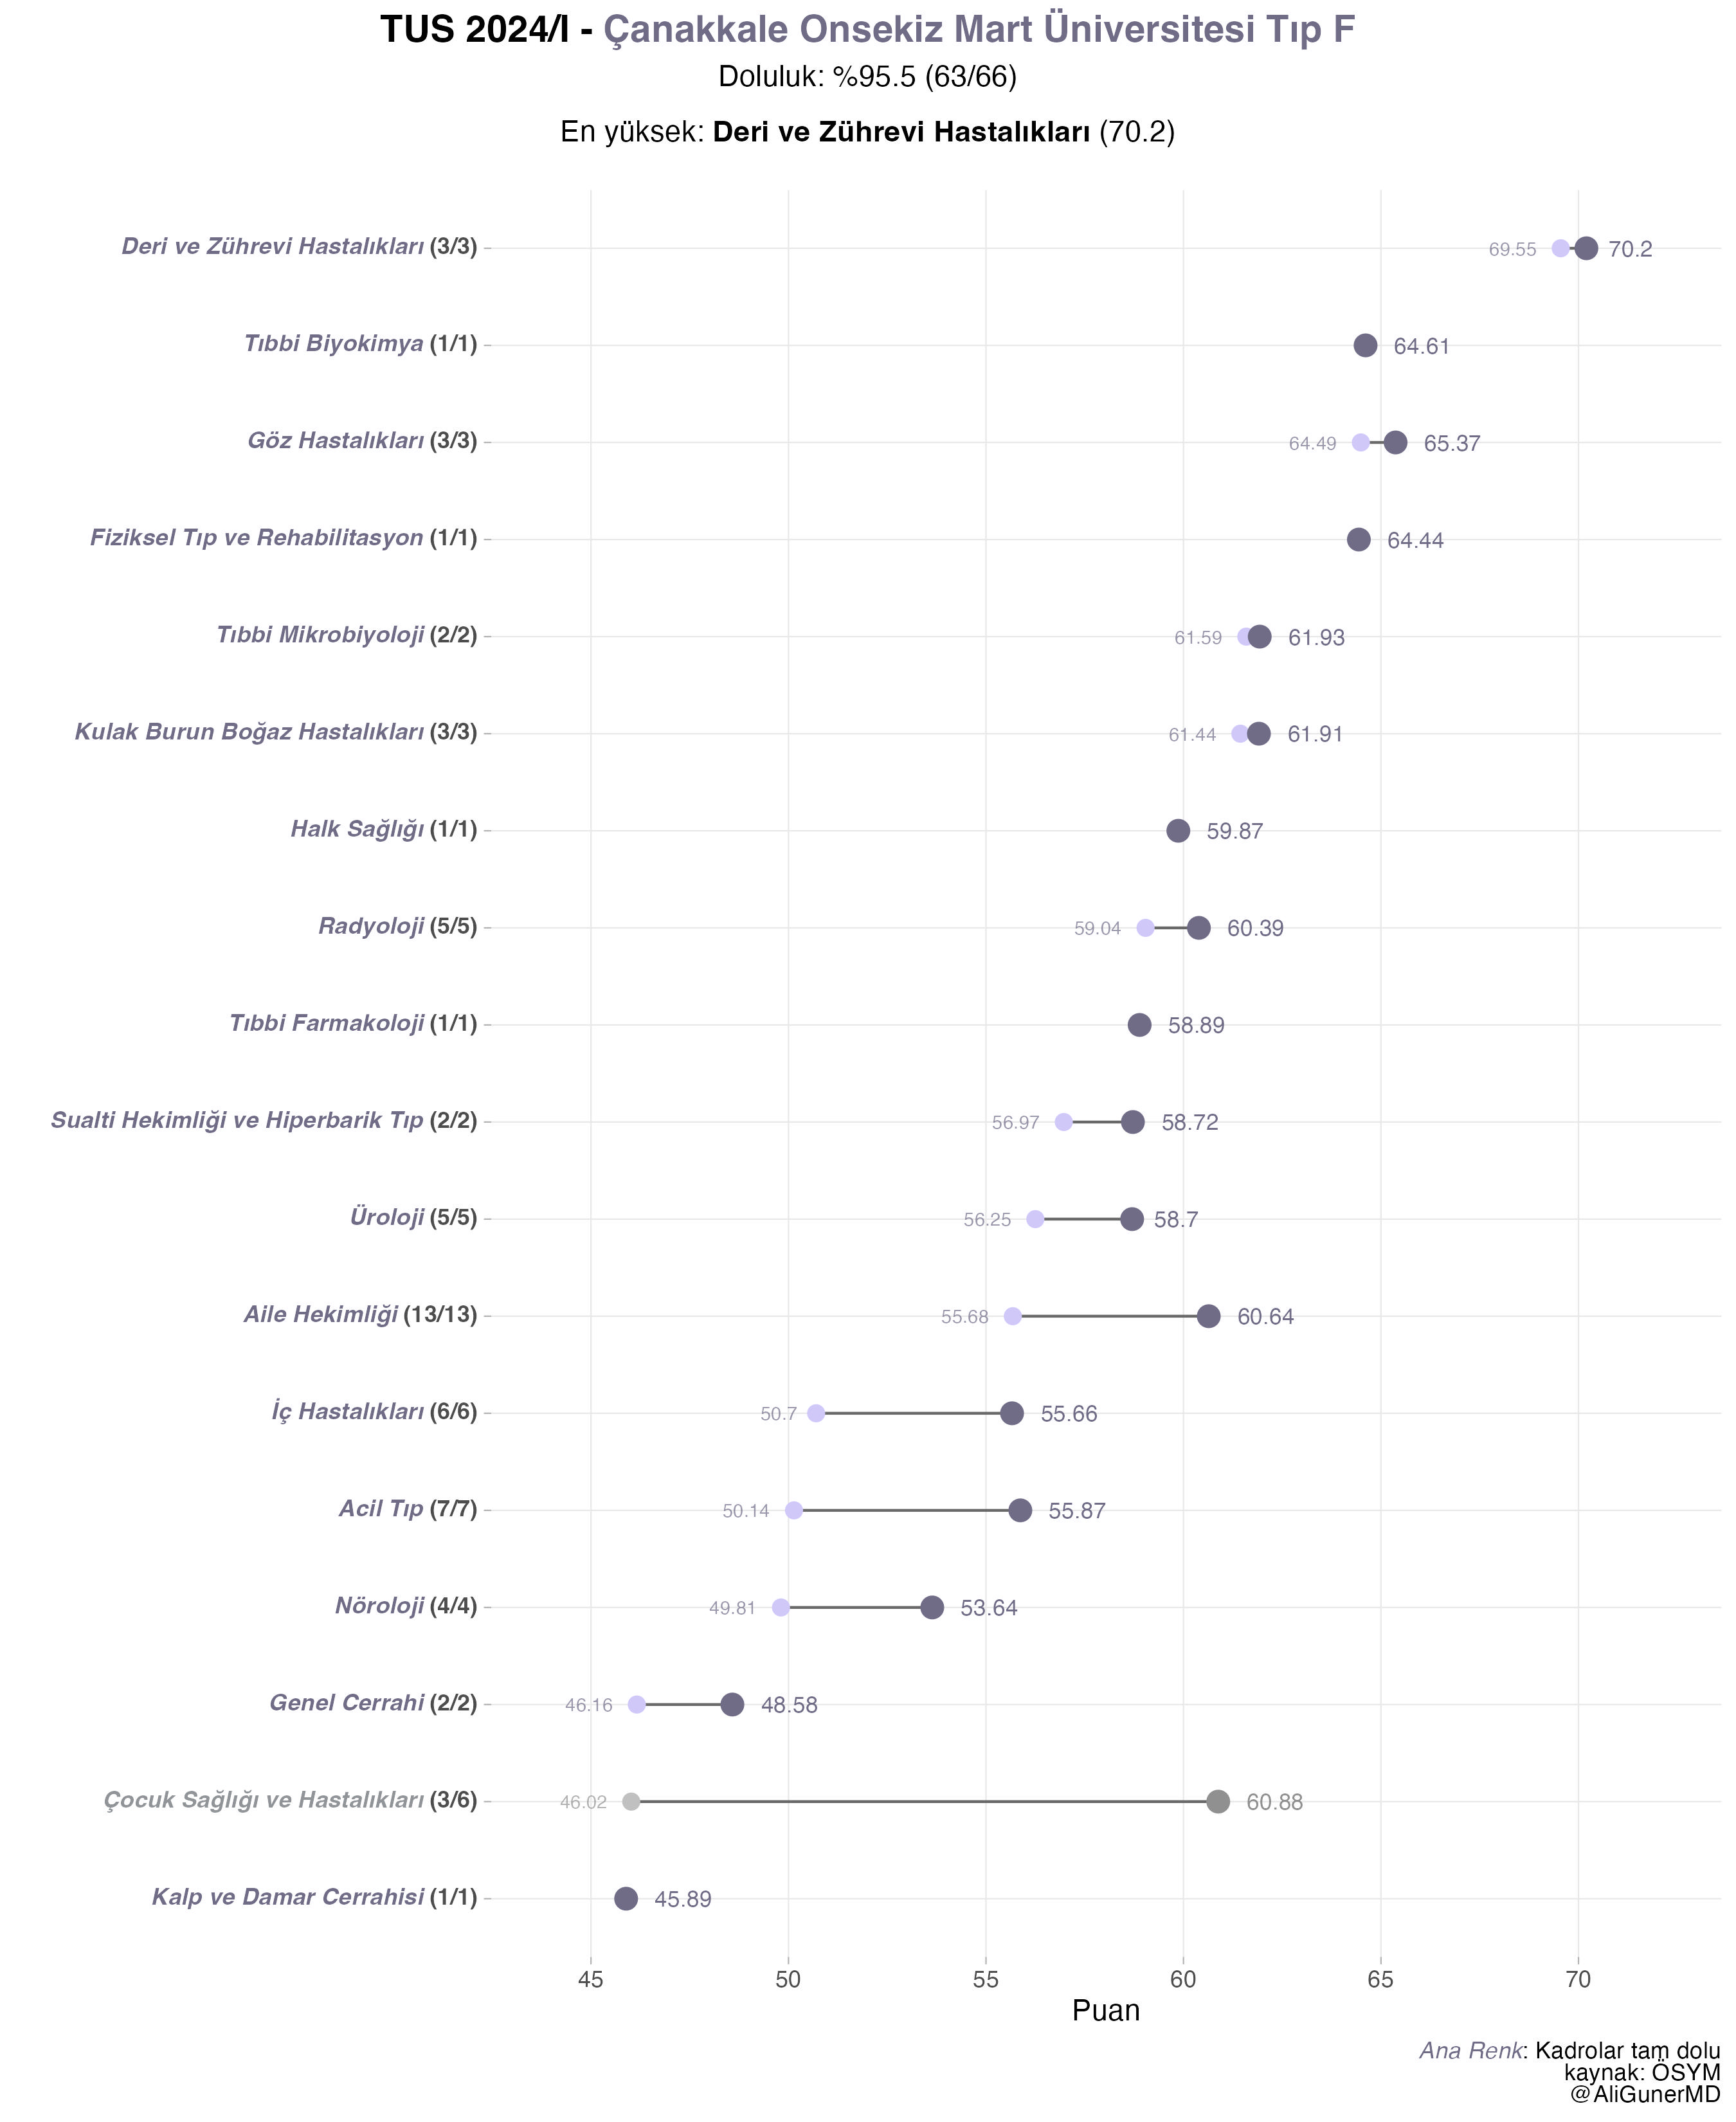 TUS 2024/I - Çanakkale Onsekiz Mart Üniversitesi Tıp F
Doluluk: %95.5 (63/66)
En yüksek: Deri ve Zührevi Hastalıkları (70.2)
Deri ve Zührevi Hastalıkları (3/3) 69.55 70.2
Tıbbi Biyokimya (1/1) 64.61
Göz Hastalıkları (3/3) 64.49 65.37
Fiziksel Tıp ve Rehabilitasyon (1/1) 64.44
Tıbbi Mikrobiyoloji (2/2) 61.59 61.93
Kulak Burun Boğaz Hastalıkları (3/3) 61.44 61.91
Halk Sağlığı (1/1) 59.87
Radyoloji (5/5) 59.04 60.39
Tıbbi Farmakoloji (1/1) 58.89
Sualti Hekimliği ve Hiperbarik Tıp (2/2) 56.97 58.72
Üroloji (5/5) 56.25 58.7
Aile Hekimliği (13/13) 55.68 60.64
İç Hastalıkları (6/6) 50.7 55.66
Acil Tıp (7/7) 50.14 55.87
Nöroloji (4/4) 49.81 53.64
Genel Cerrahi (2/2) 46.16 48.58
Çocuk Sağlığı ve Hastalıkları (3/6) 46.02 60.88
Kalp ve Damar Cerrahisi (1/1) 45.89
45 50 55 60 65 70
Puan
Ana Renk: Kadrolar tam dolu
kaynak: ÖSYM
@AliGunerMD